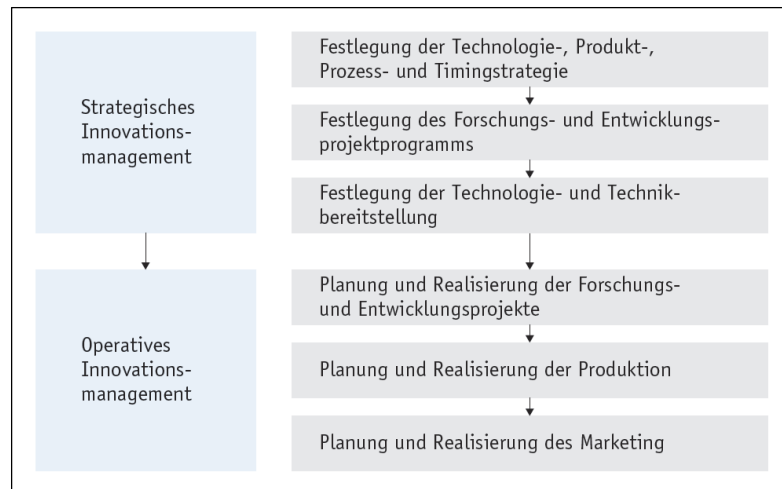 Strategisches
Innovations-
management
Festlegung der Technologie-, Produkt-,
Prozess- und Timingstrategie
Festlegung des Forschungs- und Entwicklungs-
projektprogramms
Festlegung der Technologie- und Technik-
bereitstellung
Operatives
Innovations-
management
Planung und Realisierung der Forschungs-
und Entwicklungsprojekte
Planung und Realisierung der Produktion
Planung und Realisierung des Marketing